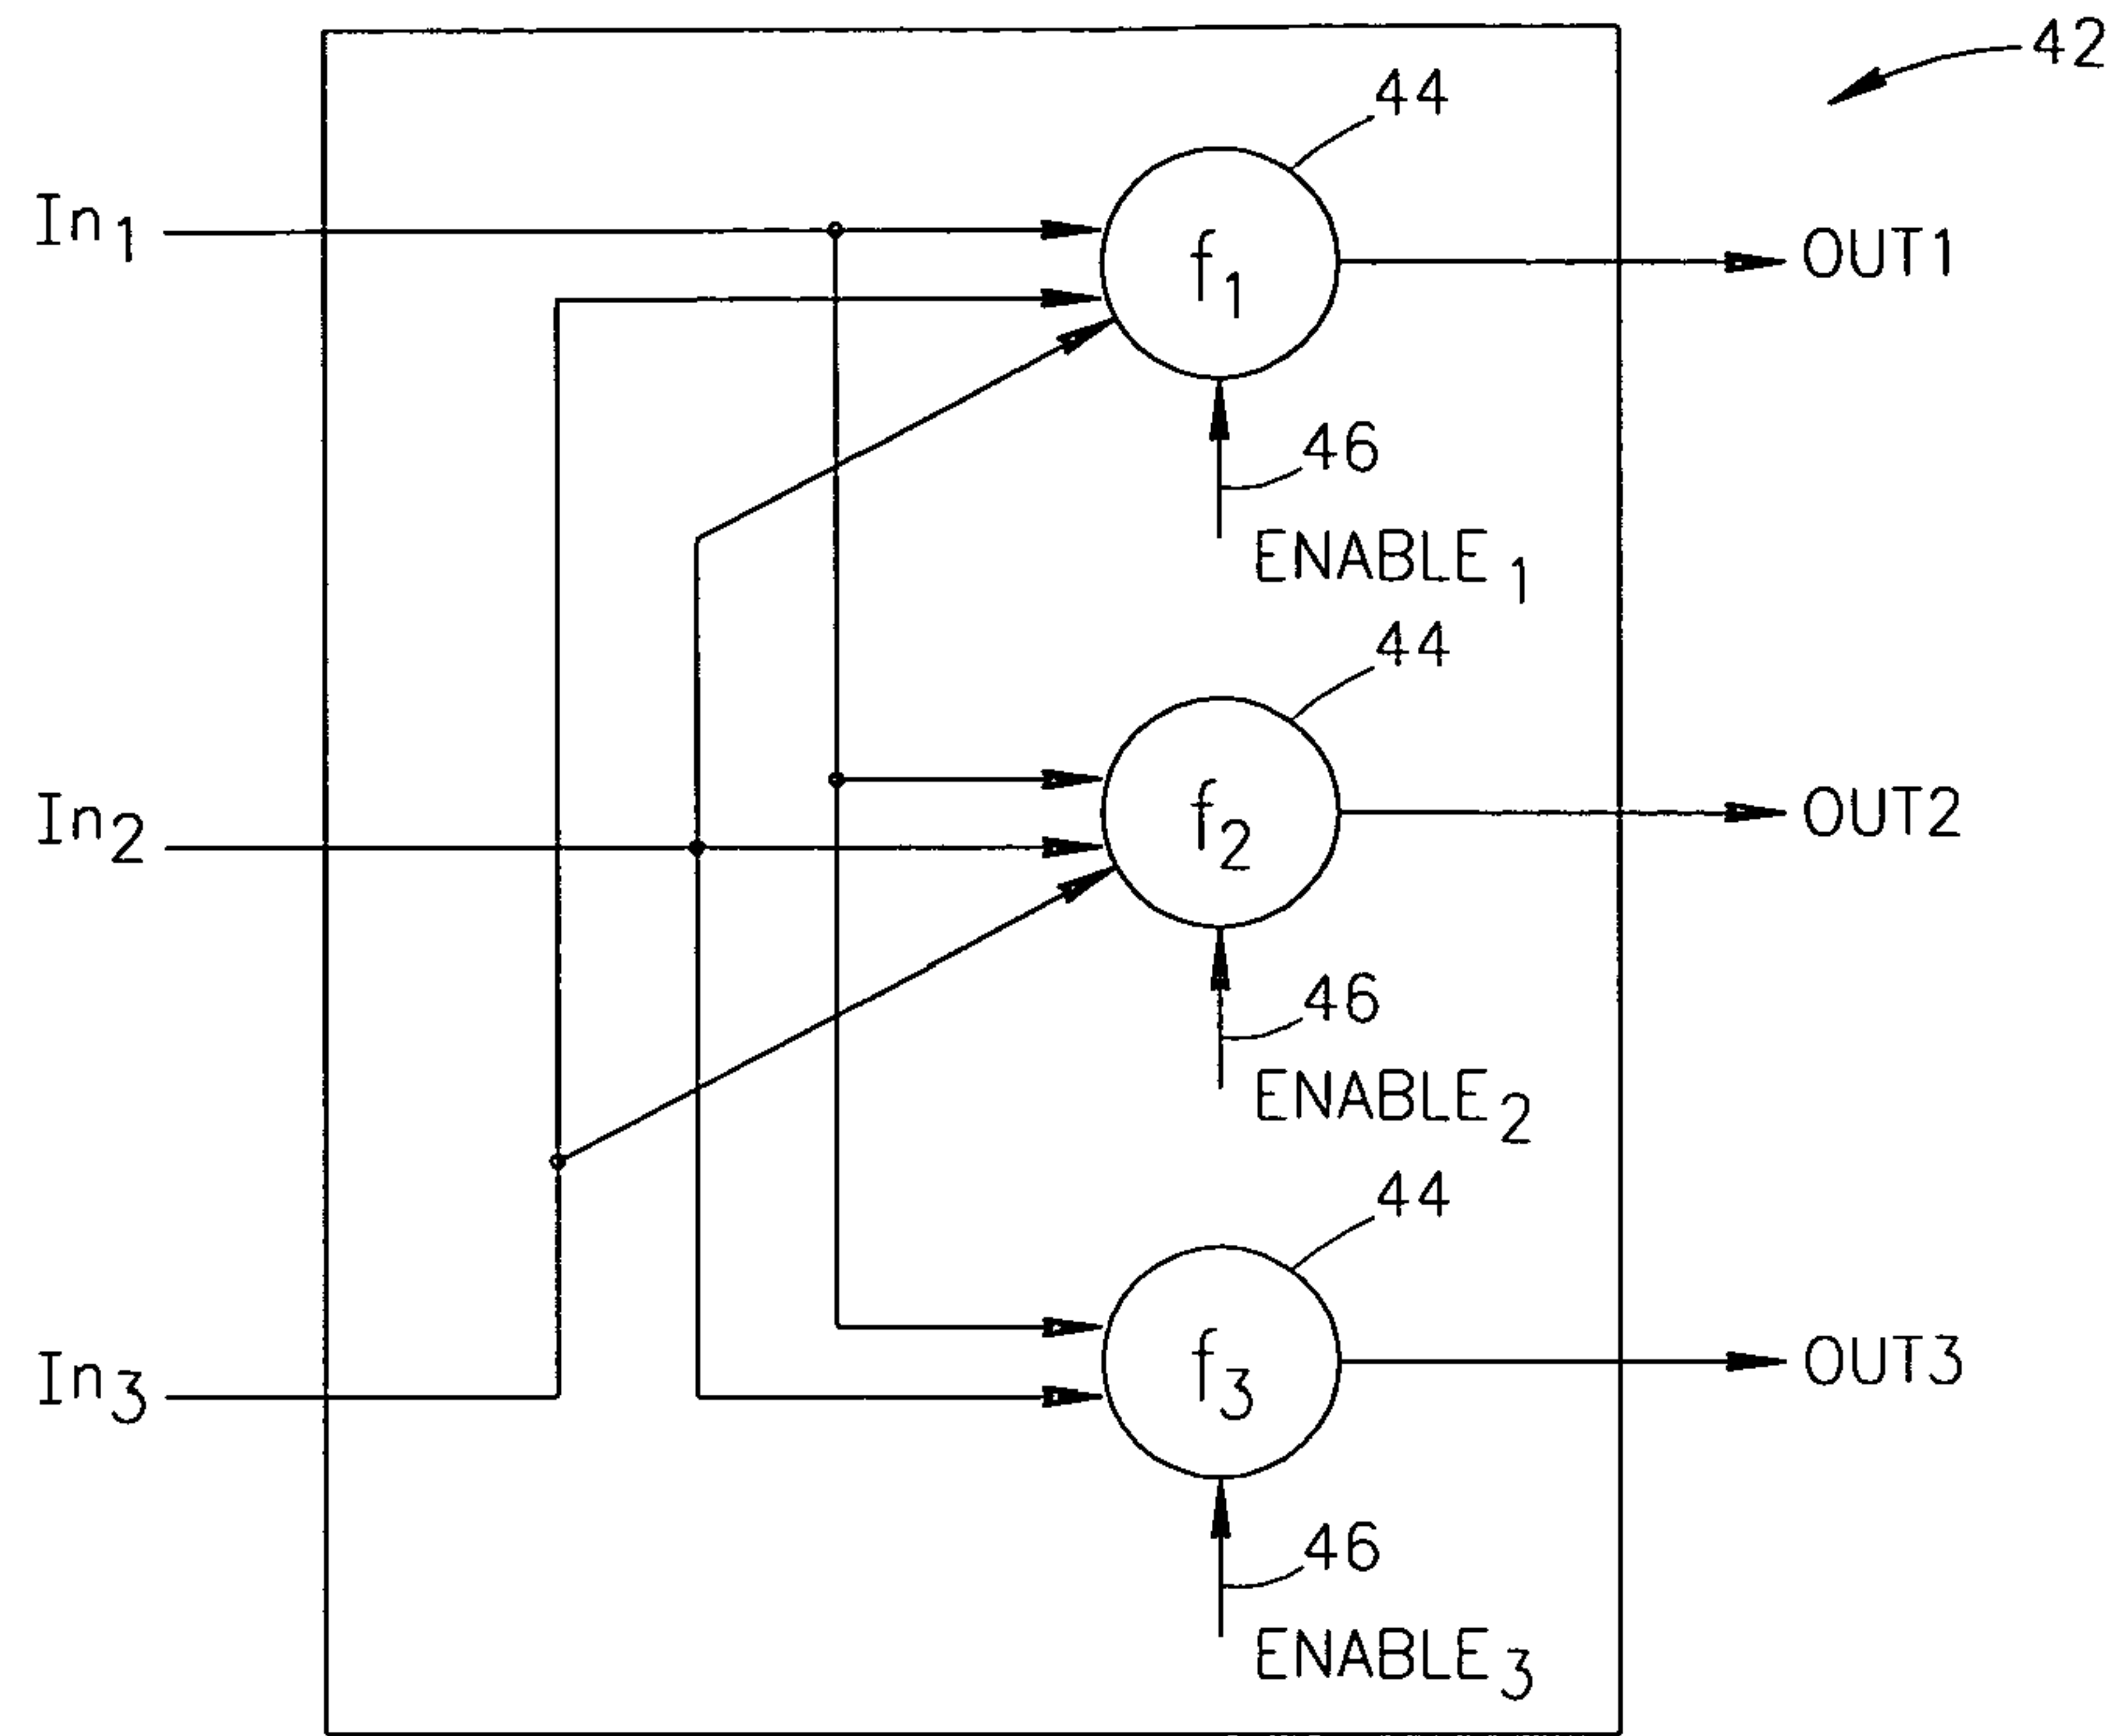 42
44
In1
f1
OUT1
46
ENABLE1
44
In2
f2
OUT2
46
ENABLE2
44
In3
f3
OUT3
46
ENABLE3